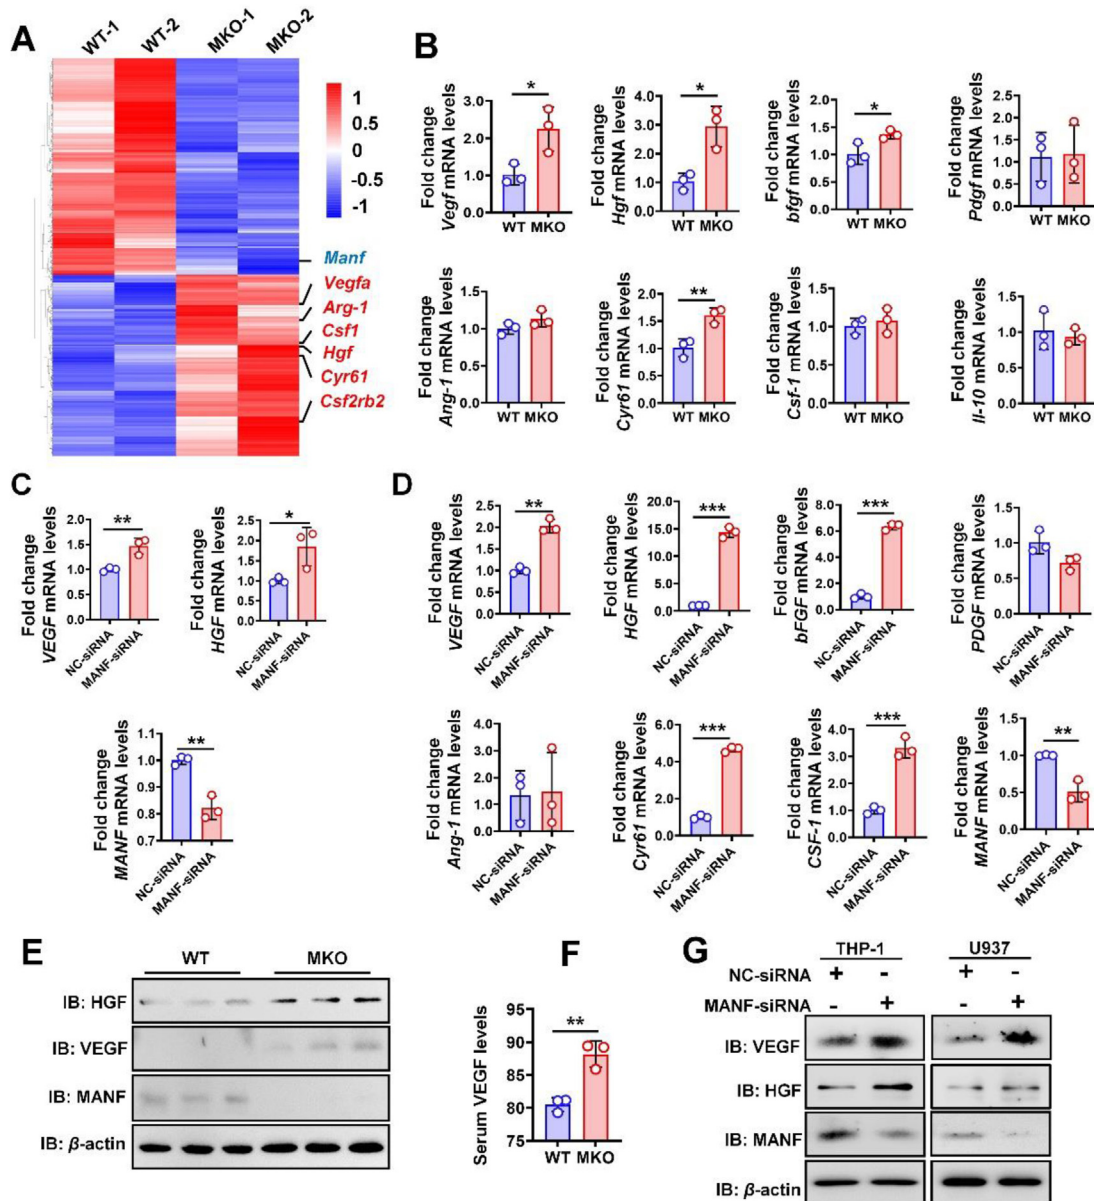 A
WT-1
WT-2
MKO-1
MKO-2
1
0.5
0
-0.5
-1
Manf
Vegfa
Arg-1
Csf1
Hgf
Cyr61
Csf2rb2
B
Fold change
Vegf mRNA levels
3.0
2.0
1.0
0.0
*
WT MKO
Fold change
Hgf mRNA levels
4.0
3.0
2.0
1.0
0.0
*
WT MKO
Fold change
bfgf mRNA levels
2.0
1.5
1.0
0.5
0.0
*
WT MKO
Fold change
Pdgf mRNA levels
2.5
2.0
1.5
1.0
0.5
0.0
WT MKO
Fold change
Ang-1 mRNA levels
2.0
1.5
1.0
0.5
0.0
WT MKO
Fold change
Cyr61 mRNA levels
2.0
1.5
1.0
0.5
0.0
**
WT MKO
Fold change
Csf-1 mRNA levels
1.5
1.0
0.5
0.0
WT MKO
Fold change
Il-10 mRNA levels
1.5
1.0
0.5
0.0
WT MKO
C
Fold change
VEGF mRNA levels
2.0
1.5
1.0
0.5
0.0
**
NC-siRNA
MANF-siRNA
Fold change
HGF mRNA levels
2.5
2.0
1.5
1.0
0.5
0.0
*
NC-siRNA
MANF-siRNA
Fold change
MANF mRNA levels
1.1
1.0
0.9
0.8
0.7
**
NC-siRNA
MANF-siRNA
D
Fold change
VEGF mRNA levels
2.5
2.0
1.5
1.0
0.5
0.0
**
NC-siRNA
MANF-siRNA
Fold change
HGF mRNA levels
20.0
15.0
10.0
5.0
0.0
***
NC-siRNA
MANF-siRNA
Fold change
bFGF mRNA levels
8.0
6.0
4.0
2.0
0.0
***
NC-siRNA
MANF-siRNA
Fold change
PDGF mRNA levels
1.5
1.0
0.5
0.0
NC-siRNA
MANF-siRNA
Fold change
Ang-1 mRNA levels
4.0
3.0
2.0
1.0
0.0
NC-siRNA
MANF-siRNA
Fold change
Cyr61 mRNA levels
6.0
4.0
2.0
0.0
***
NC-siRNA
MANF-siRNA
Fold change
CSF-1 mRNA levels
4.0
3.0
2.0
1.0
0.0
***
NC-siRNA
MANF-siRNA
Fold change
MANF mRNA levels
1.5
1.0
0.5
0.0
**
NC-siRNA
MANF-siRNA
E
WT MKO
IB: HGF
IB: VEGF
IB: MANF
IB: β-actin
F
Serum VEGF levels
95
90
85
80
75
**
WT MKO
G
THP-1 U937
NC-siRNA + - + -
MANF-siRNA - + - +
IB: VEGF
IB: HGF
IB: MANF
IB: β-actin